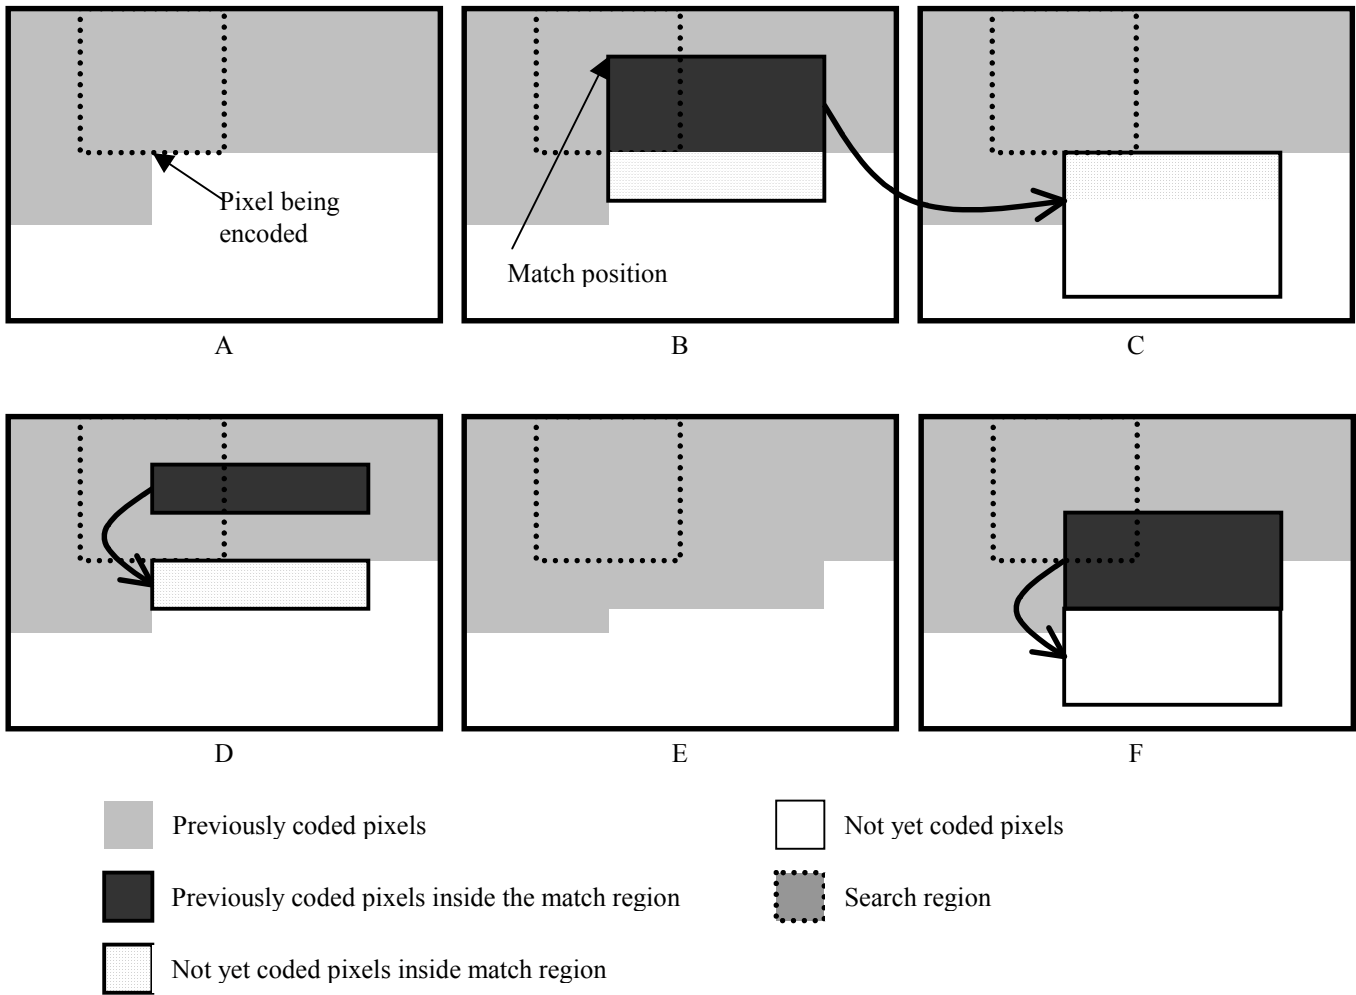 Pixel being
encoded
Match position
A
B
C
D
E
F
Previously coded pixels
Not yet coded pixels
Previously coded pixels inside the match region
Search region
Not yet coded pixels inside match region